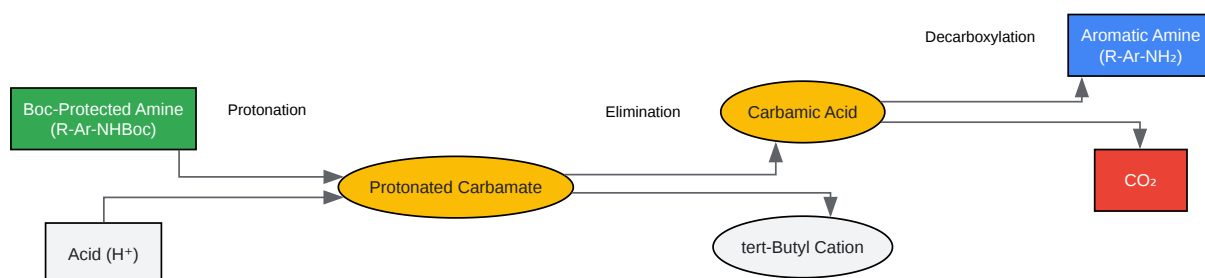 Boc-Protected Amine
(R-Ar-NHBoc)
Acid (H⁺)
Protonation
Protonated Carbamate
Elimination
Carbamic Acid
tert-Butyl Cation
Decarboxylation
Aromatic Amine
(R-Ar-NH₂)
CO₂